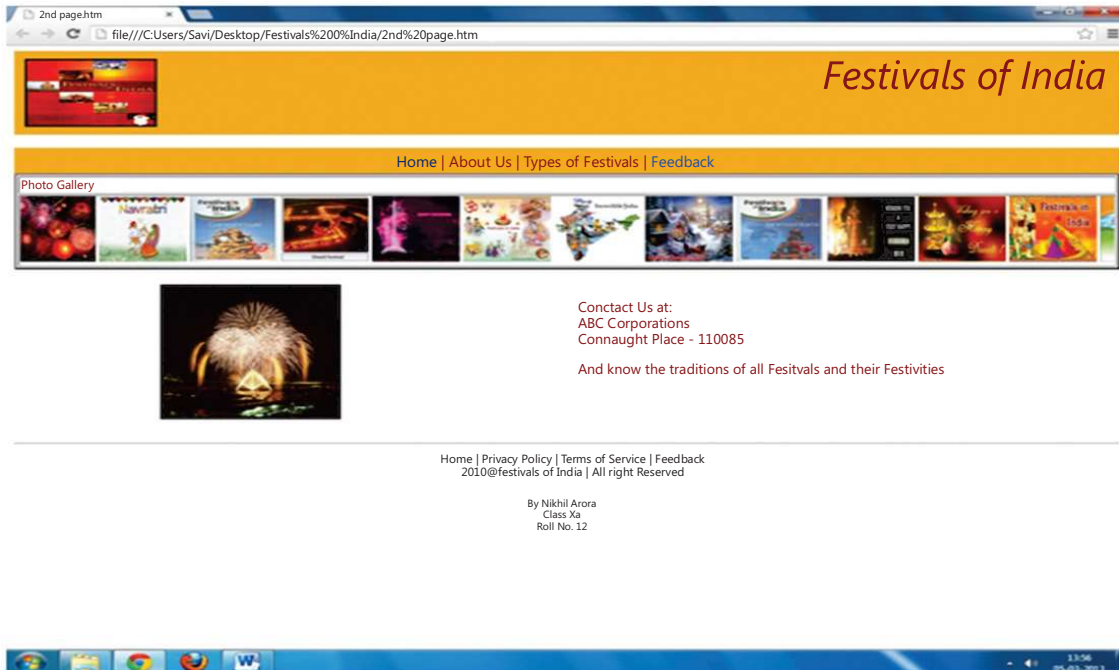 2nd page.htm
file///C:Users/Savi/Desktop/Festivals%200%India/2nd%20page.htm
Festivals of India
Home | About Us | Types of Festivals | Feedback
Photo Gallery
Navratri
Conctact Us at:
ABC Corporations
Connaught Place - 110085
And know the traditions of all Fesitvals and their Festivities
Home | Privacy Policy | Terms of Service | Feedback
2010@festivals of India | All right Reserved
By Nikhil Arora
Class Xa
Roll No. 12
13:56
05-03-2013